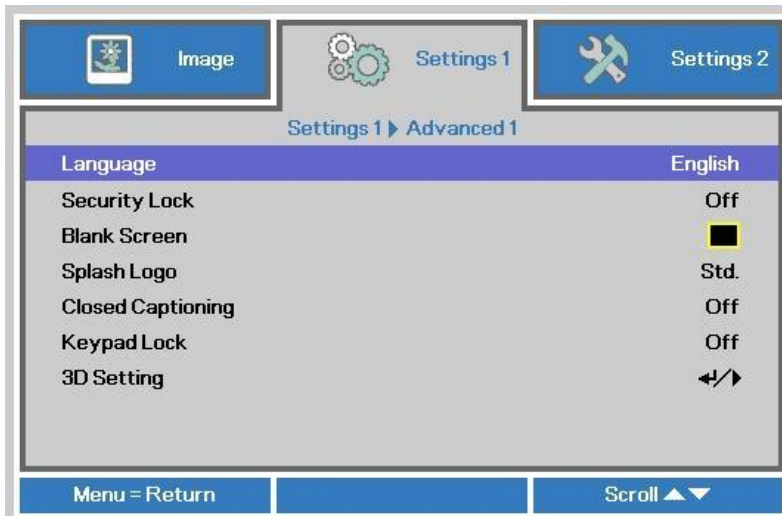 Image
Settings 1
Settings 2
Settings 1 ▶ Advanced 1
Language English
Security Lock Off
Blank Screen
Splash Logo Std.
Closed Captioning Off
Keypad Lock Off
3D Setting ↵/▶
Menu = Return
Scroll ▲▼